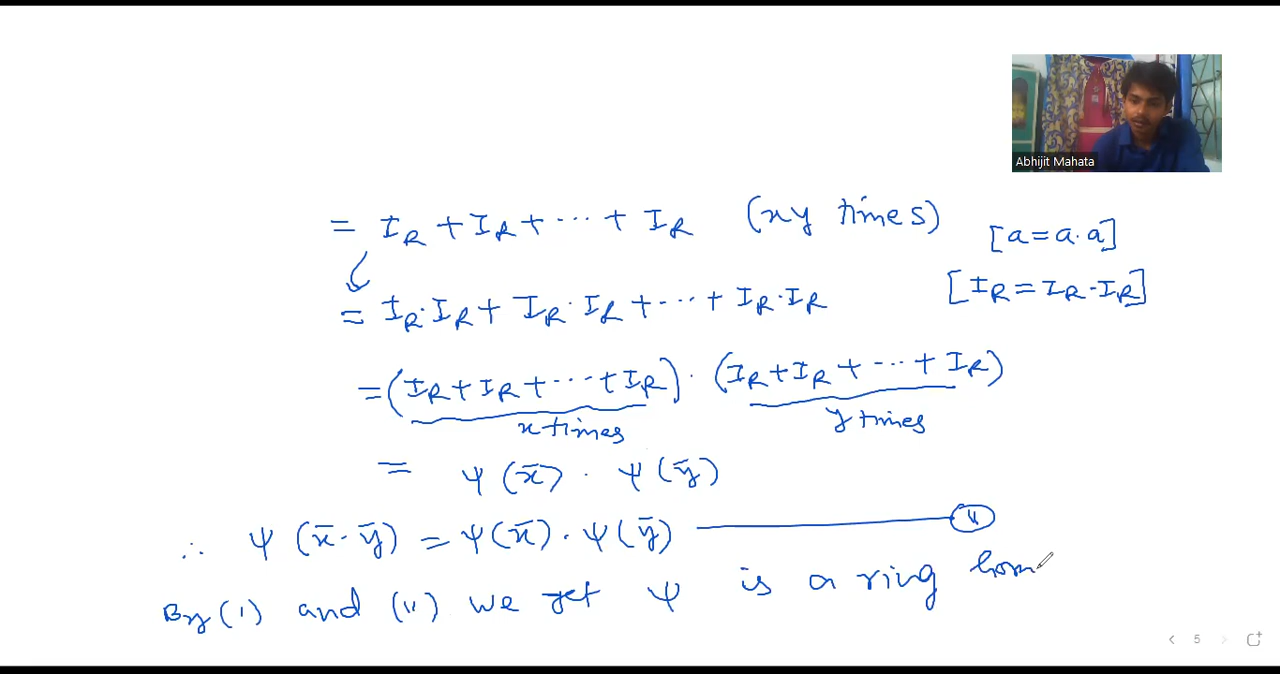 Abhijit Mahata
= I_R + I_R + ... + I_R (xy times) [a = a·a]
= I_R·I_R + I_R·I_R + ... + I_R·I_R [I_R = I_R·I_R]
= (I_R + I_R + ... + I_R) · (I_R + I_R + ... + I_R)
x times y times
= ψ(x̄) · ψ(ȳ)
∴ ψ(x̄·ȳ) = ψ(x̄)·ψ(ȳ) —— (ii)
By (i) and (ii) we get ψ is a ring hom
< 5 >